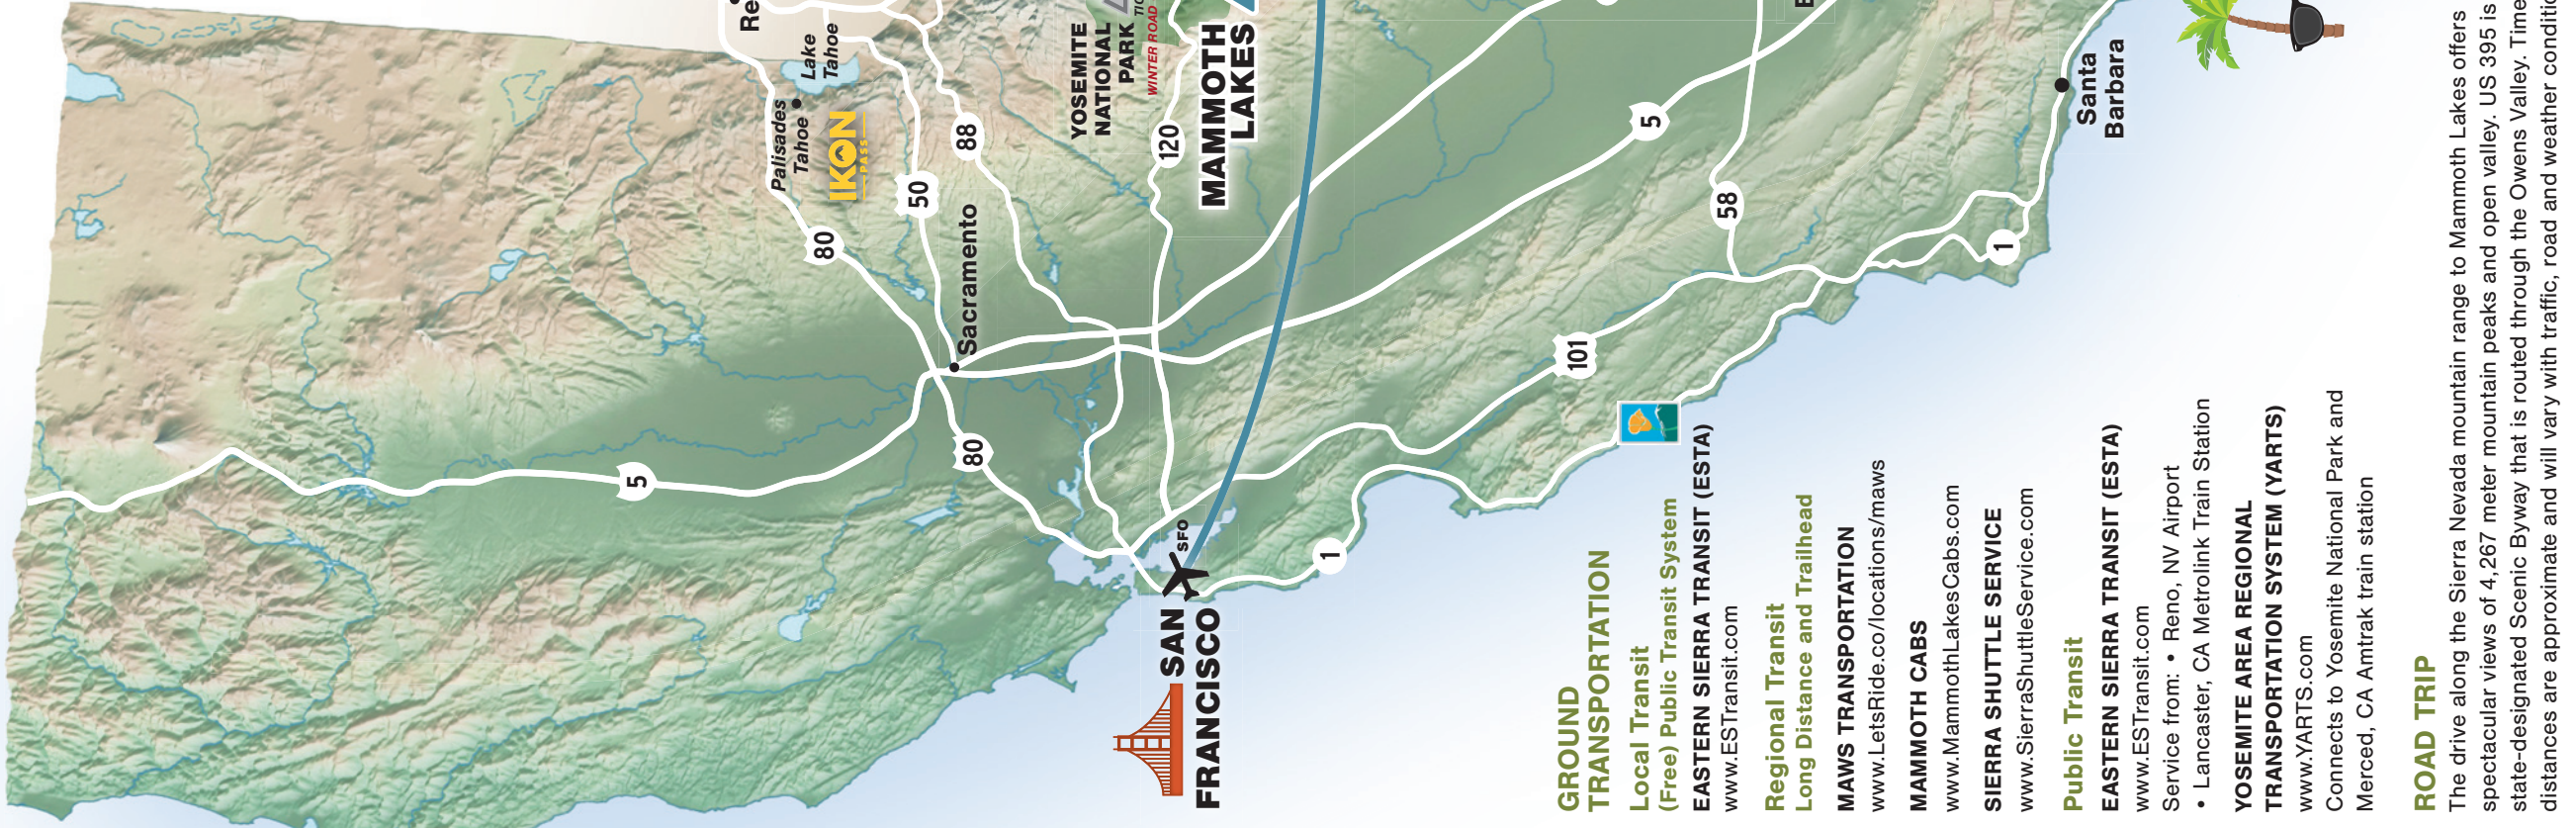 Re
Lake
Tahoe
Palisades
Tahoe
IKON
PASS
80
50
88
Sacramento
5
80
YOSEMITE
NATIONAL
PARK
WINTER ROAD
120
MAMMOTH
LAKES
5
58
1
101
1
SFO
SAN
FRANCISCO
Santa
Barbara
GROUND
TRANSPORTATION
Local Transit
(Free) Public Transit System
EASTERN SIERRA TRANSIT (ESTA)
www.ESTransit.com
Regional Transit
Long Distance and Trailhead
MAWS TRANSPORTATION
www.LetsRide.co/locations/maws
MAMMOTH CABS
www.MammothLakesCabs.com
SIERRA SHUTTLE SERVICE
www.SierraShuttleService.com
Public Transit
EASTERN SIERRA TRANSIT (ESTA)
www.ESTransit.com
Service from: • Reno, NV Airport
• Lancaster, CA Metrolink Train Station
YOSEMITE AREA REGIONAL
TRANSPORTATION SYSTEM (YARTS)
www.YARTS.com
Connects to Yosemite National Park and
Merced, CA Amtrak train station
ROAD TRIP
The drive along the Sierra Nevada mountain range to Mammoth Lakes offers
spectacular views of 4,267 meter mountain peaks and open valley. US 395 is
state-designated Scenic Byway that is routed through the Owens Valley. Time
distances are approximate and will vary with traffic, road and weather conditio